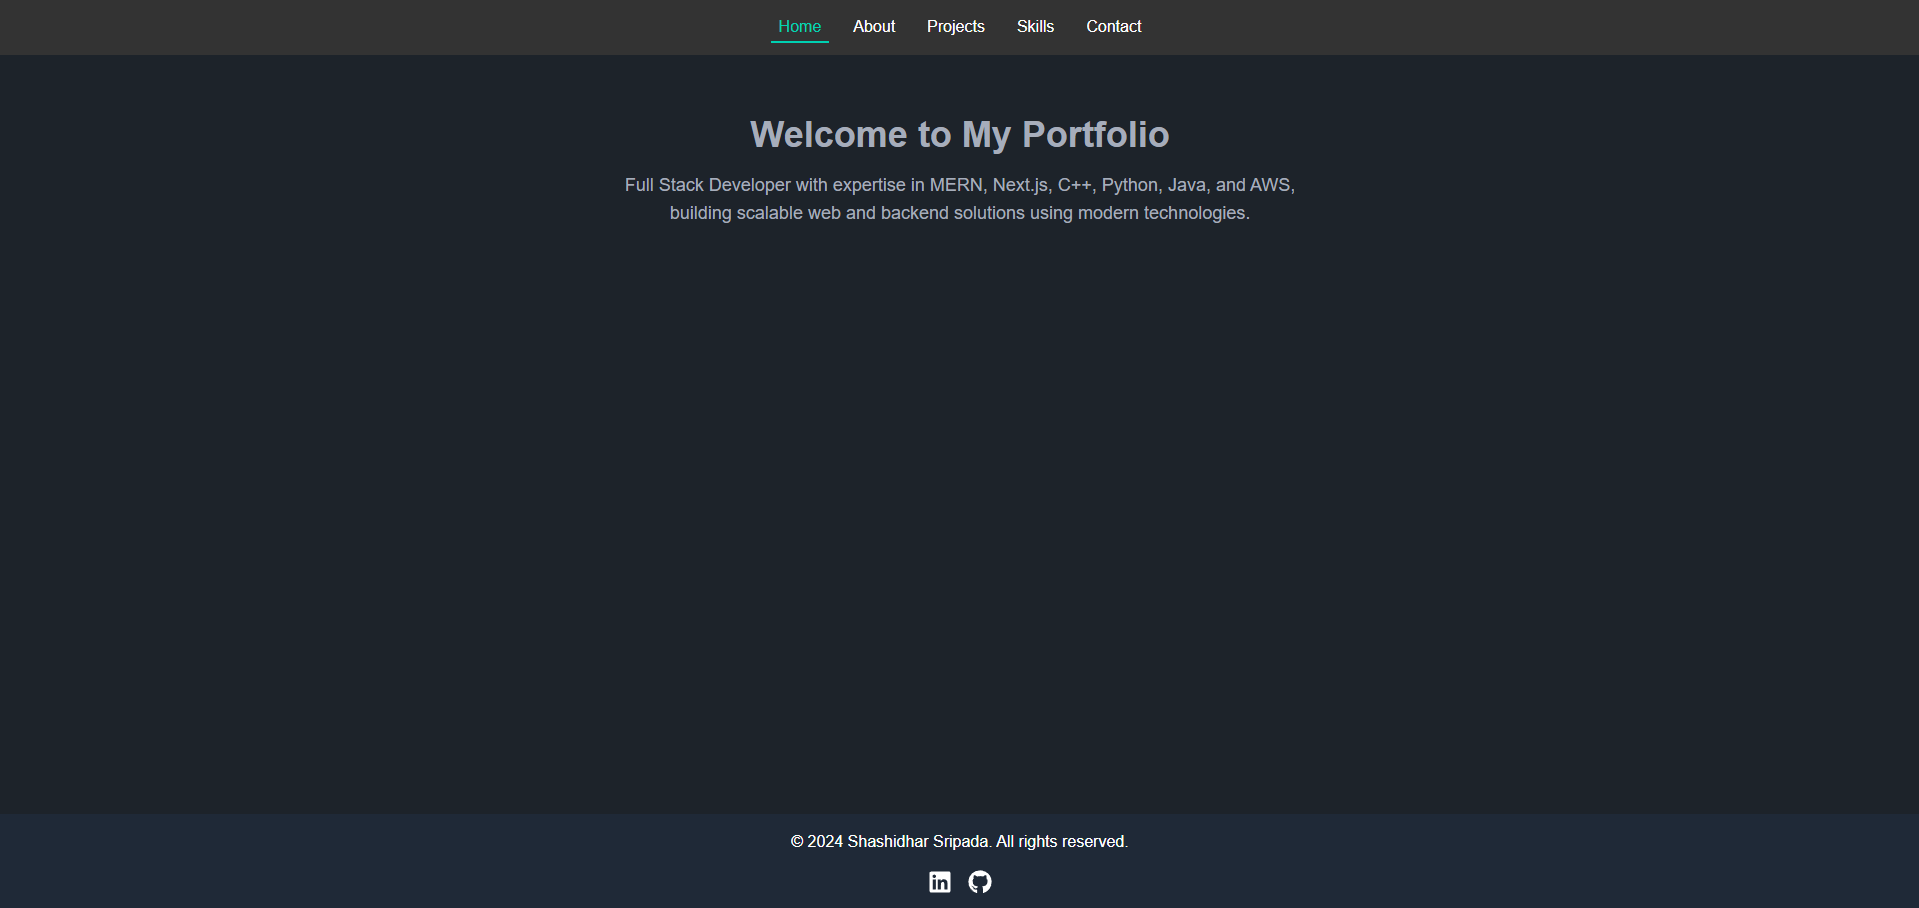 Home About Projects Skills Contact
Welcome to My Portfolio
Full Stack Developer with expertise in MERN, Next.js, C++, Python, Java, and AWS,
building scalable web and backend solutions using modern technologies.
© 2024 Shashidhar Sripada. All rights reserved.
in